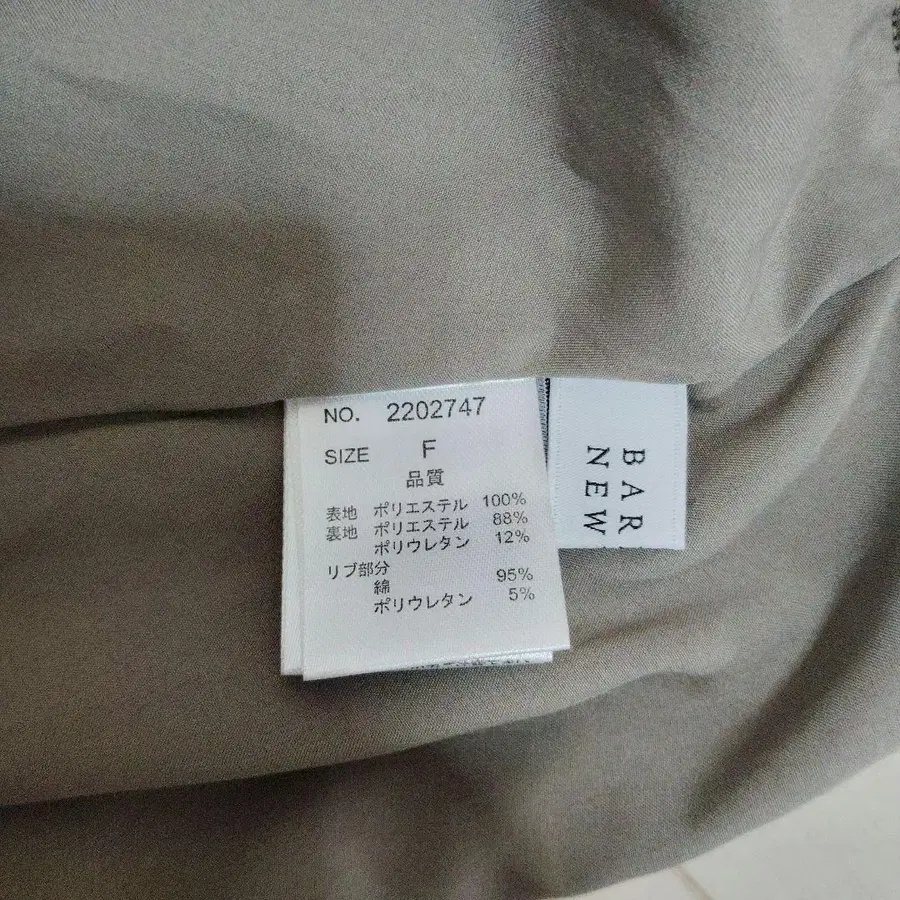 NO. 2202747
SIZE F
品質
表地 ポリエステル 100%
裏地 ポリエステル 88%
ポリウレタン 12%
リブ部分
綿 95%
ポリウレタン 5%
BAR
NEW